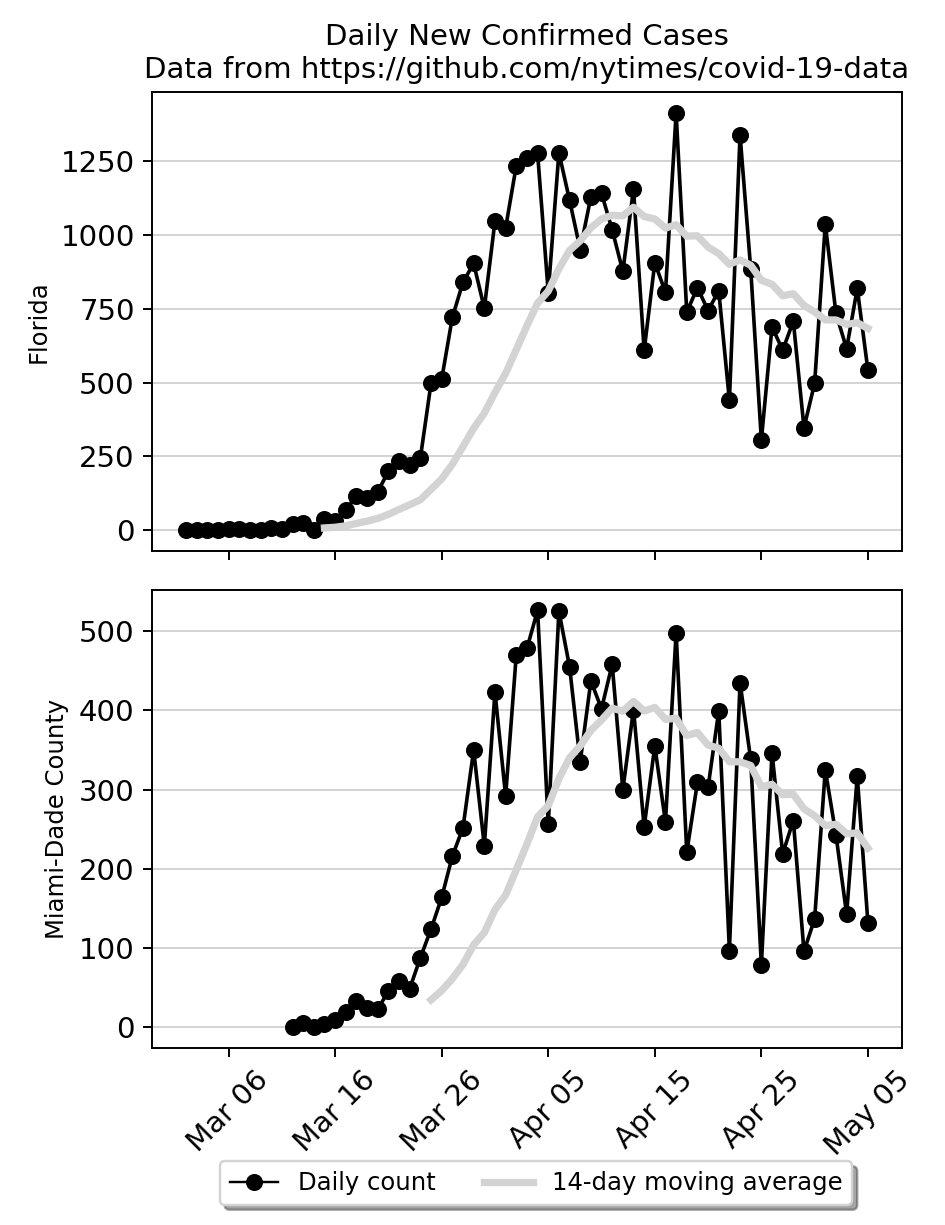 Daily New Confirmed Cases
Data from https://github.com/nytimes/covid-19-data
Florida
1250
1000
750
500
250
0
Miami-Dade County
500
400
300
200
100
0
Mar 06
Mar 16
Mar 26
Apr 05
Apr 15
Apr 25
May 05
Daily count
14-day moving average